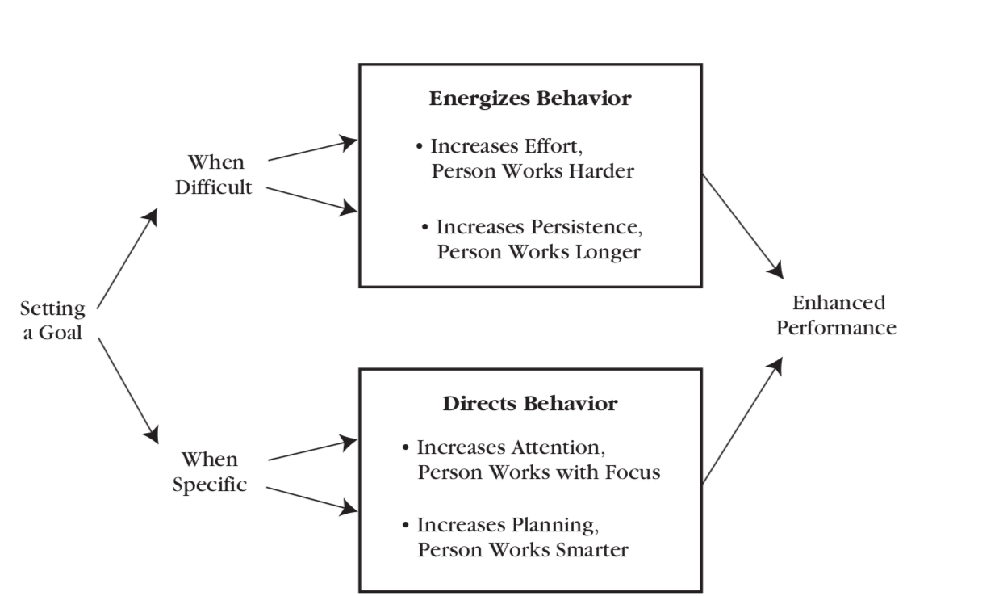 Energizes Behavior
• Increases Effort,
Person Works Harder
When
Difficult
• Increases Persistence,
Person Works Longer
Setting
a Goal
Enhanced
Performance
Directs Behavior
• Increases Attention,
Person Works with Focus
When
Specific
• Increases Planning,
Person Works Smarter